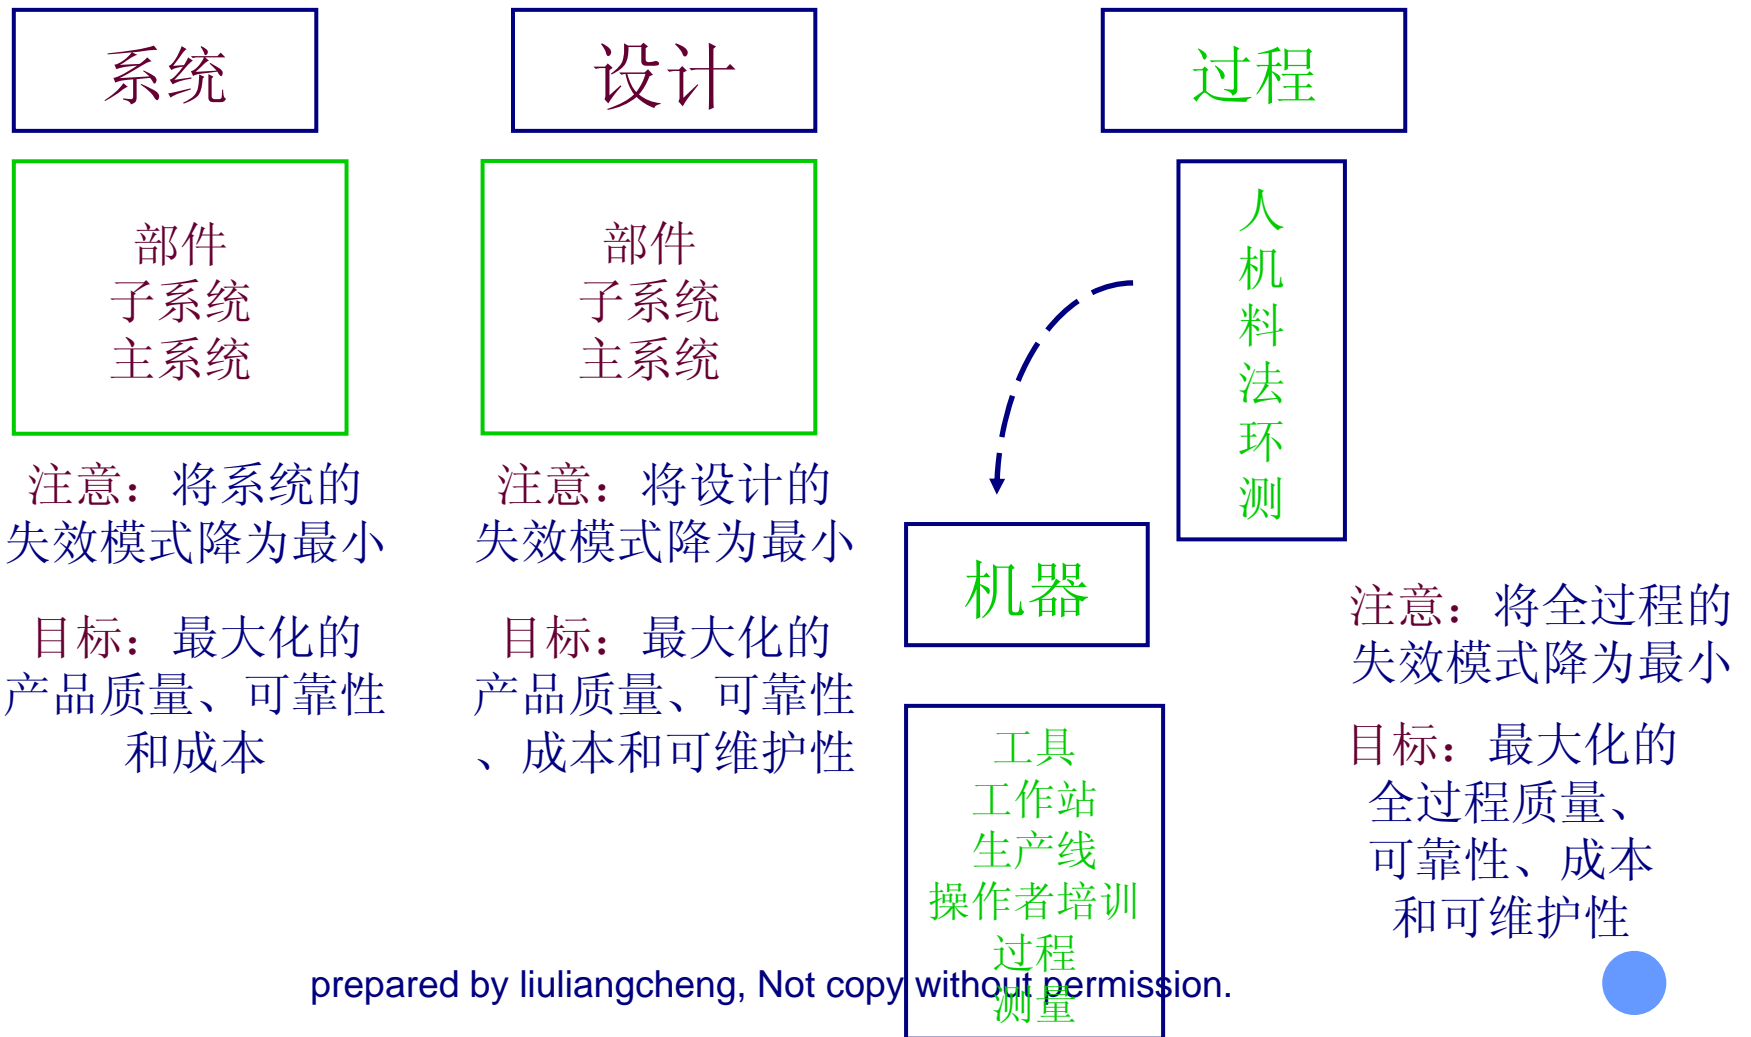 系统
部件
子系统
主系统
注意：将系统的
失效模式降为最小
目标：最大化的
产品质量、可靠性
和成本
设计
部件
子系统
主系统
注意：将设计的
失效模式降为最小
目标：最大化的
产品质量、可靠性
、成本和可维护性
过程
人
机
料
法
环
测
机器
工具
工作站
生产线
操作者培训
过程
测量
注意：将全过程的
失效模式降为最小
目标：最大化的
全过程质量、
可靠性、成本
和可维护性
prepared by liuliangcheng, Not copy without permission.